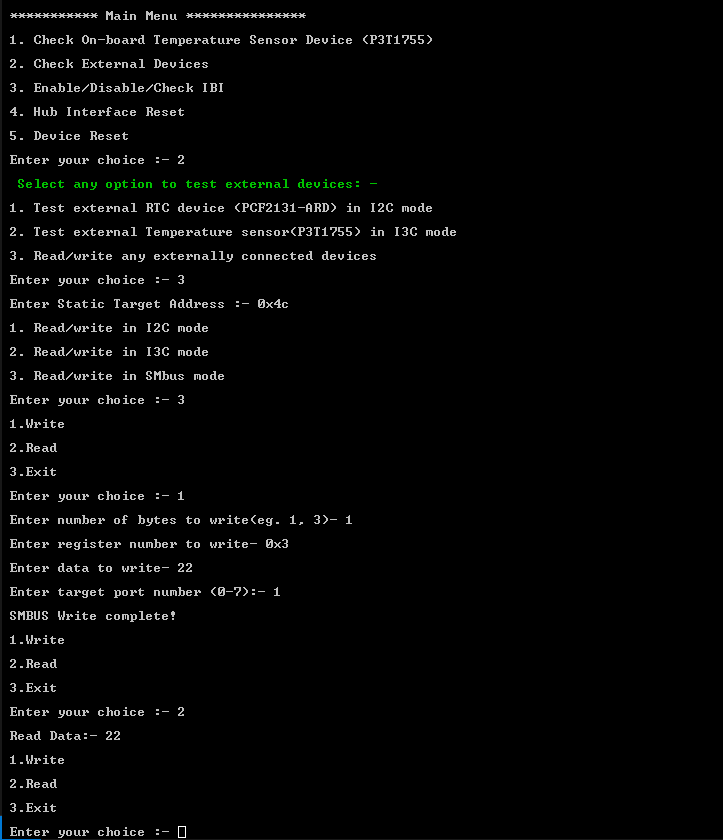 *********** Main Menu ***************
1. Check On-board Temperature Sensor Device (P3T1755)
2. Check External Devices
3. Enable/Disable/Check IBI
4. Hub Interface Reset
5. Device Reset
Enter your choice :- 2
Select any option to test external devices: -
1. Test external RTC device (PCF2131-ARD) in I2C mode
2. Test external Temperature sensor(P3T1755) in I3C mode
3. Read/write any externally connected devices
Enter your choice :- 3
Enter Static Target Address :- 0x4c
1. Read/write in I2C mode
2. Read/write in I3C mode
3. Read/write in SMbus mode
Enter your choice :- 3
1.Write
2.Read
3.Exit
Enter your choice :- 1
Enter number of bytes to write(eg. 1, 3)- 1
Enter register number to write- 0x3
Enter data to write- 22
Enter target port number (0-7):- 1
SMBUS Write complete!
1.Write
2.Read
3.Exit
Enter your choice :- 2
Read Data:- 22
1.Write
2.Read
3.Exit
Enter your choice :-